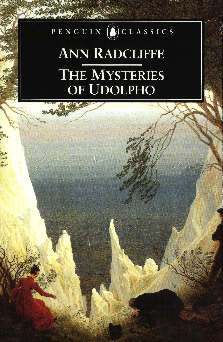 PENGUIN CLASSICS
ANN RADCLIFFE
THE MYSTERIES
OF UDOLPHO